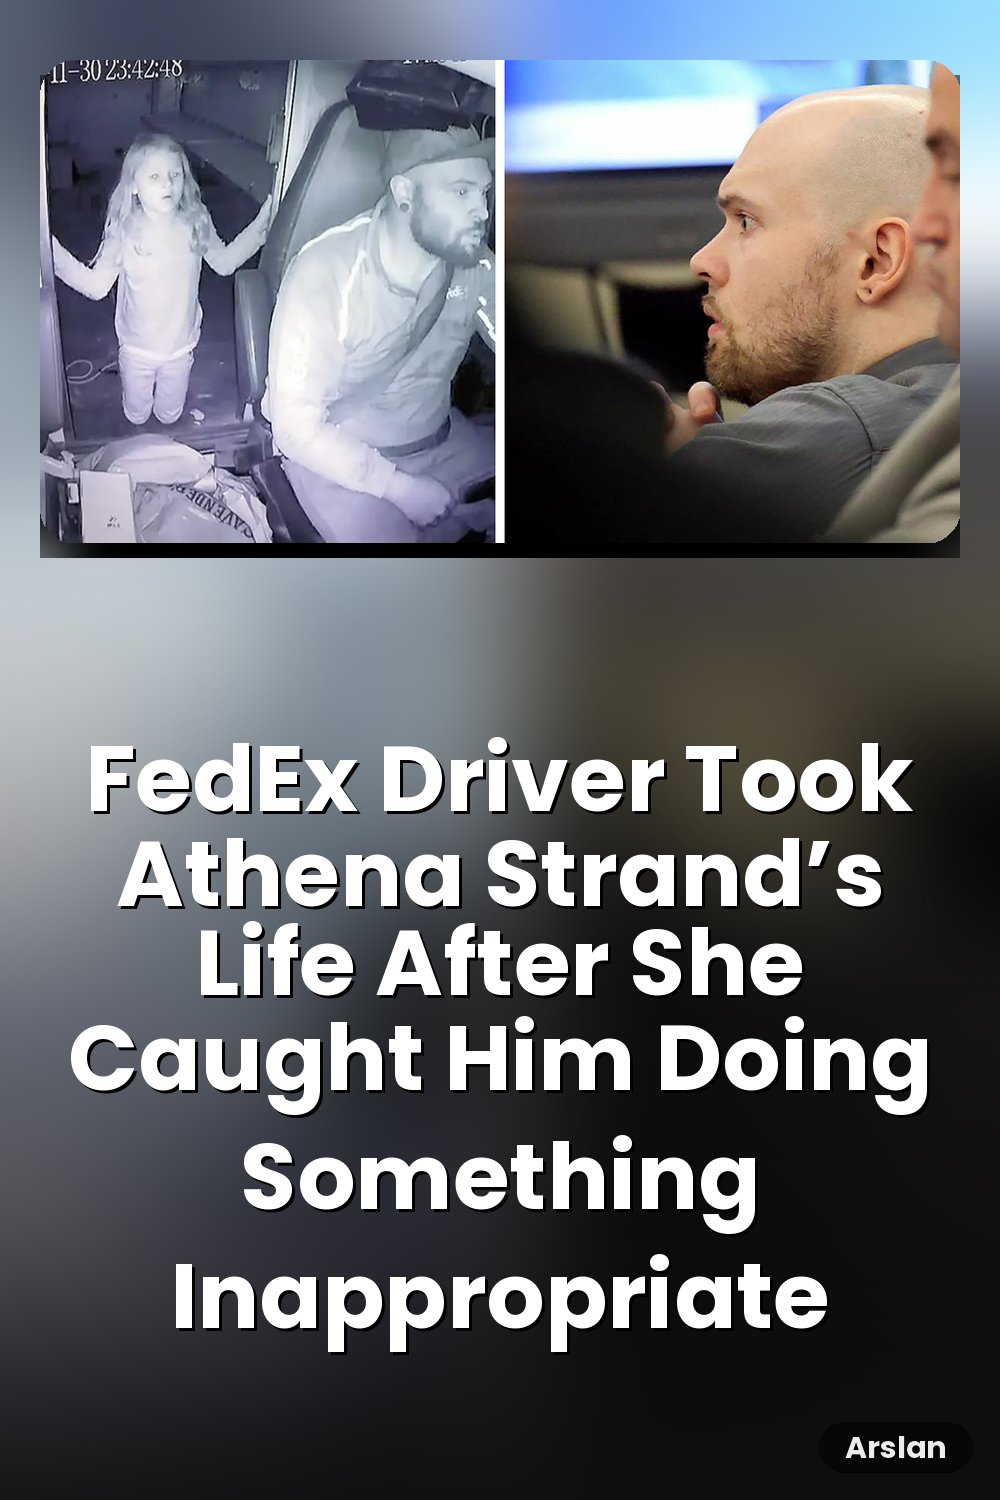 11-30 23:42:48
FedEx
FedEx Driver Took
Athena Strand’s
Life After She
Caught Him Doing
Something
Inappropriate
Arslan